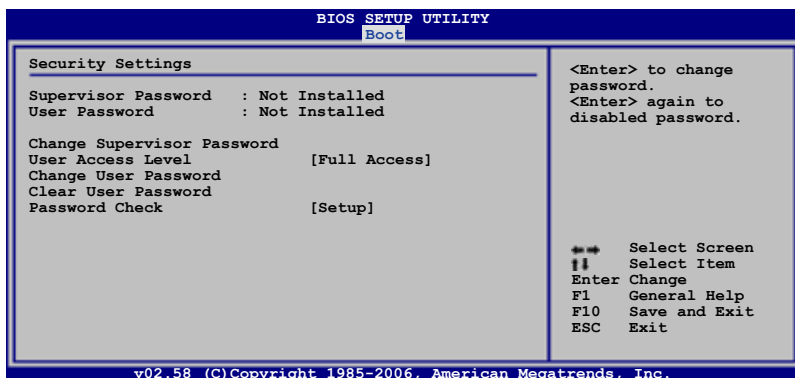 BIOS SETUP UTILITY
Boot
Security Settings
Supervisor Password : Not Installed
User Password : Not Installed
Change Supervisor Password
User Access Level [Full Access]
Change User Password
Clear User Password
Password Check [Setup]
<Enter> to change
password.
<Enter> again to
disabled password.
←→ Select Screen
↑↓ Select Item
Enter Change
F1 General Help
F10 Save and Exit
ESC Exit
v02.58 (C)Copyright 1985-2006, American Megatrends, Inc.